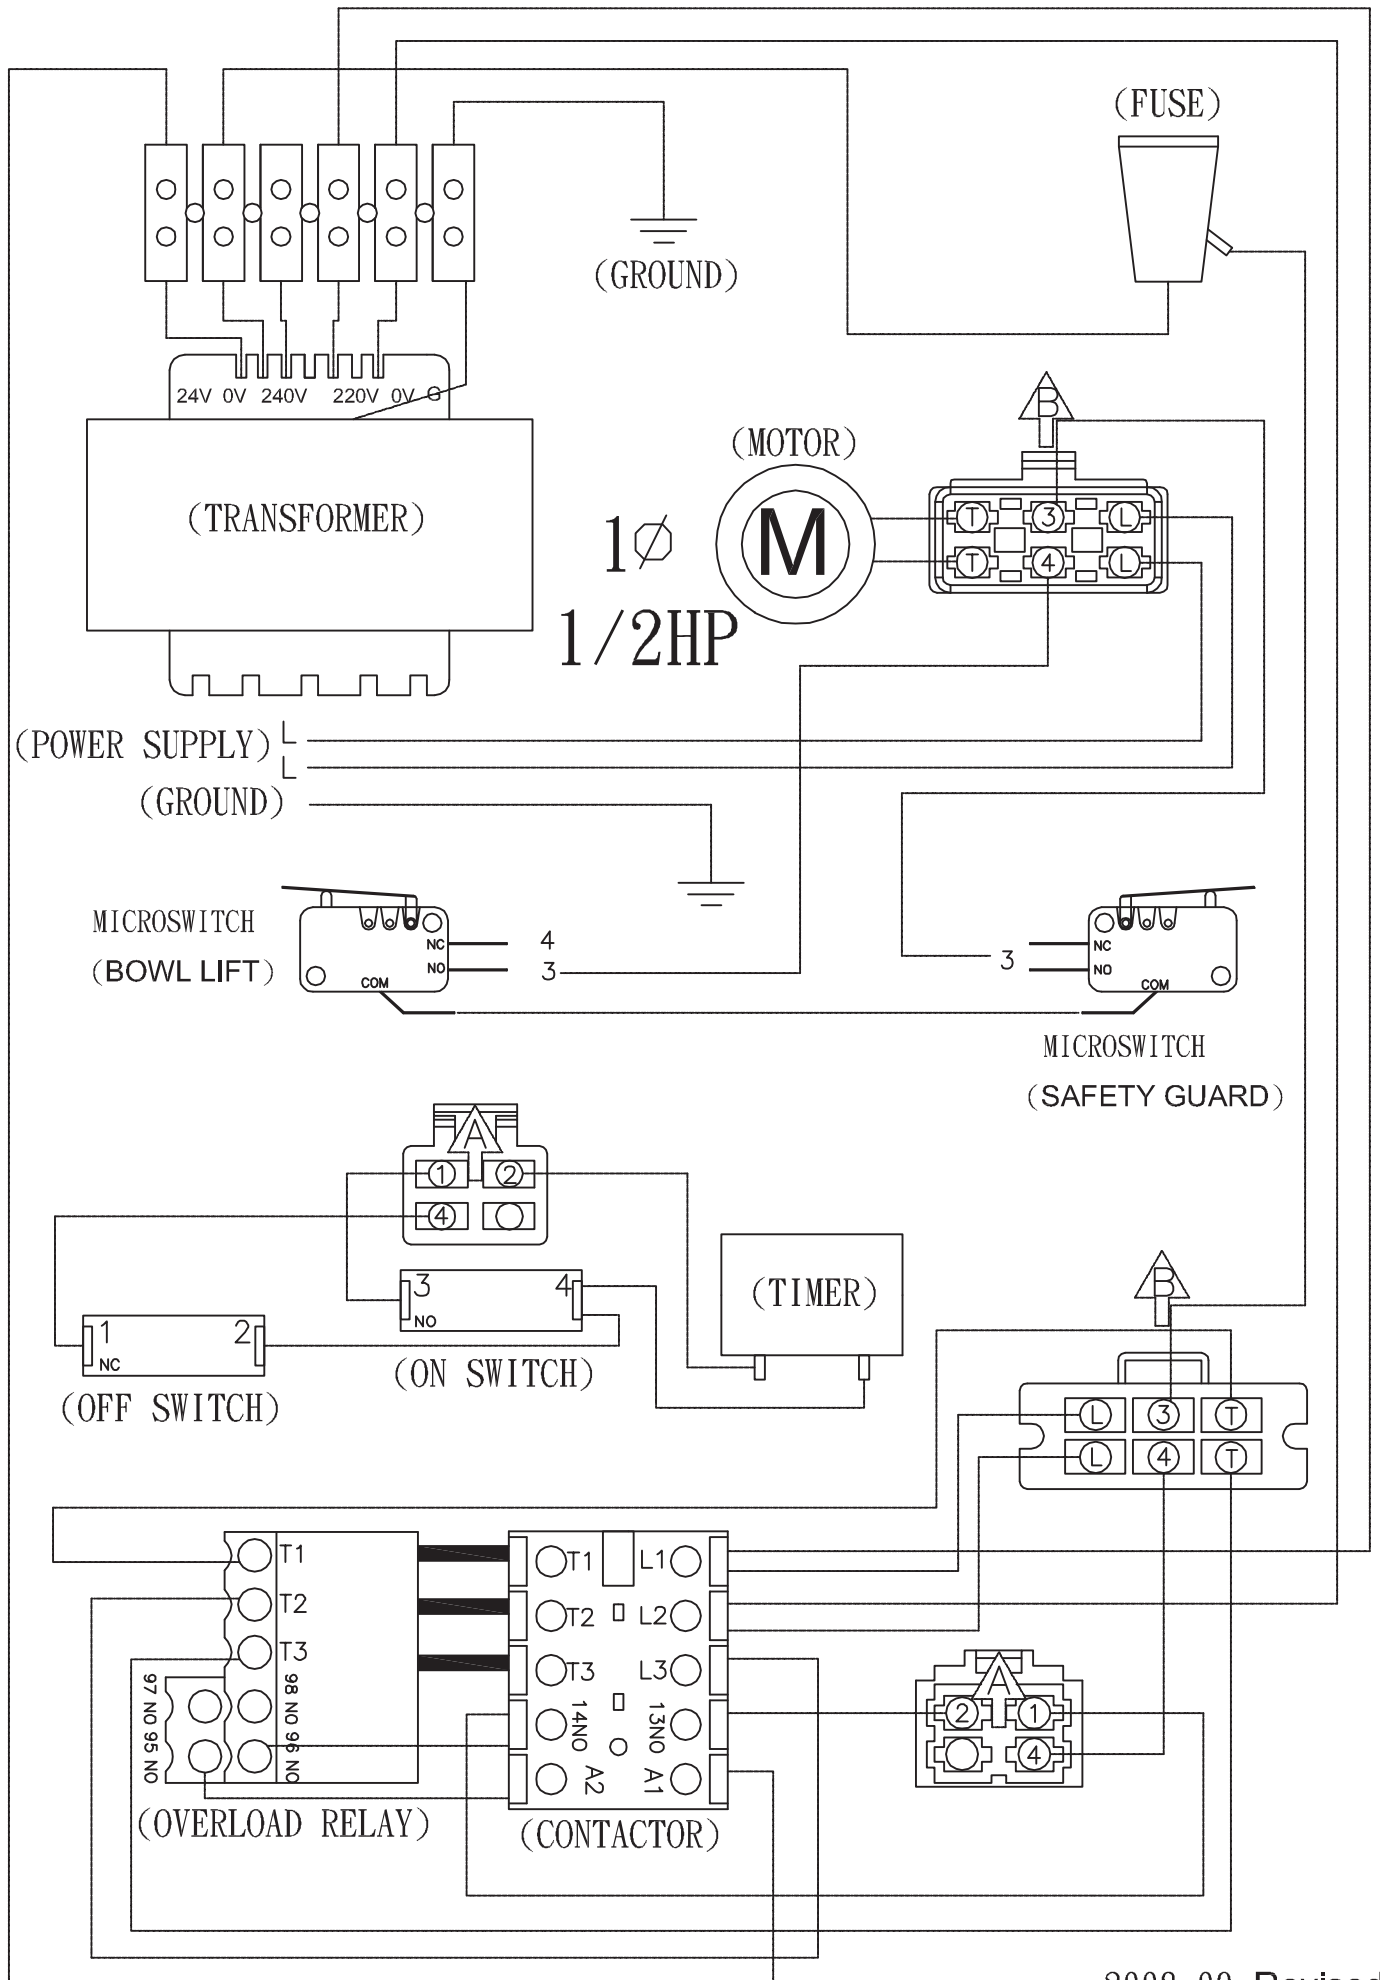 (FUSE)
(GROUND)
24V 0V 240V 220V 0V G
(TRANSFORMER)
1Ø
1/2HP
(MOTOR)
M
B
T 3 L
T 4 L
(POWER SUPPLY) L
L
(GROUND)
MICROSWITCH
(BOWL LIFT)
NC 4
NO 3
COM
3 NC
NO
COM
MICROSWITCH
(SAFETY GUARD)
A
1 2
4
3 4
NO
(ON SWITCH)
1 2
NC
(OFF SWITCH)
(TIMER)
B
L 3 T
L 4 T
T1
T2
T3
97 NO 95 NO
98 NO 96 NO
(OVERLOAD RELAY)
T1 L1
T2 L2
T3 L3
14NO 13NO
A2 A1
(CONTACTOR)
A
2 1
4
Revised